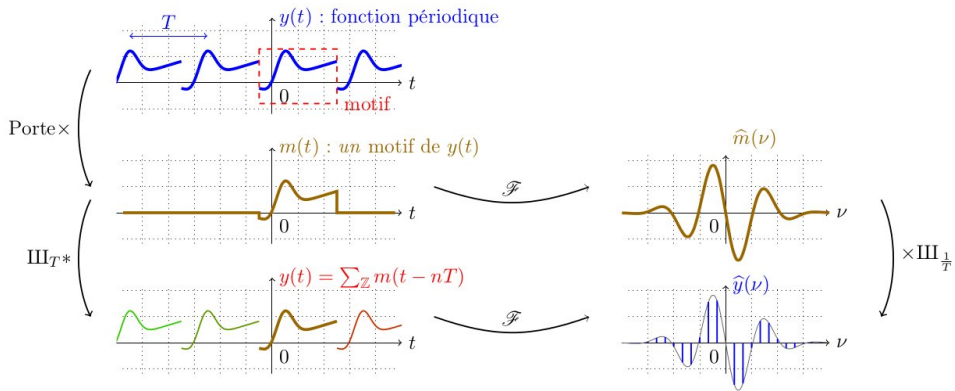 y(t) : fonction périodique
T
t
0
motif
Porte×
m(t) : un motif de y(t)
0
t
ℱ
m̂(ν)
0
ν
Ш_T *
×Ш_{1/T}
y(t) = ∑_ℤ m(t − nT)
0
t
ℱ
ŷ(ν)
0
ν